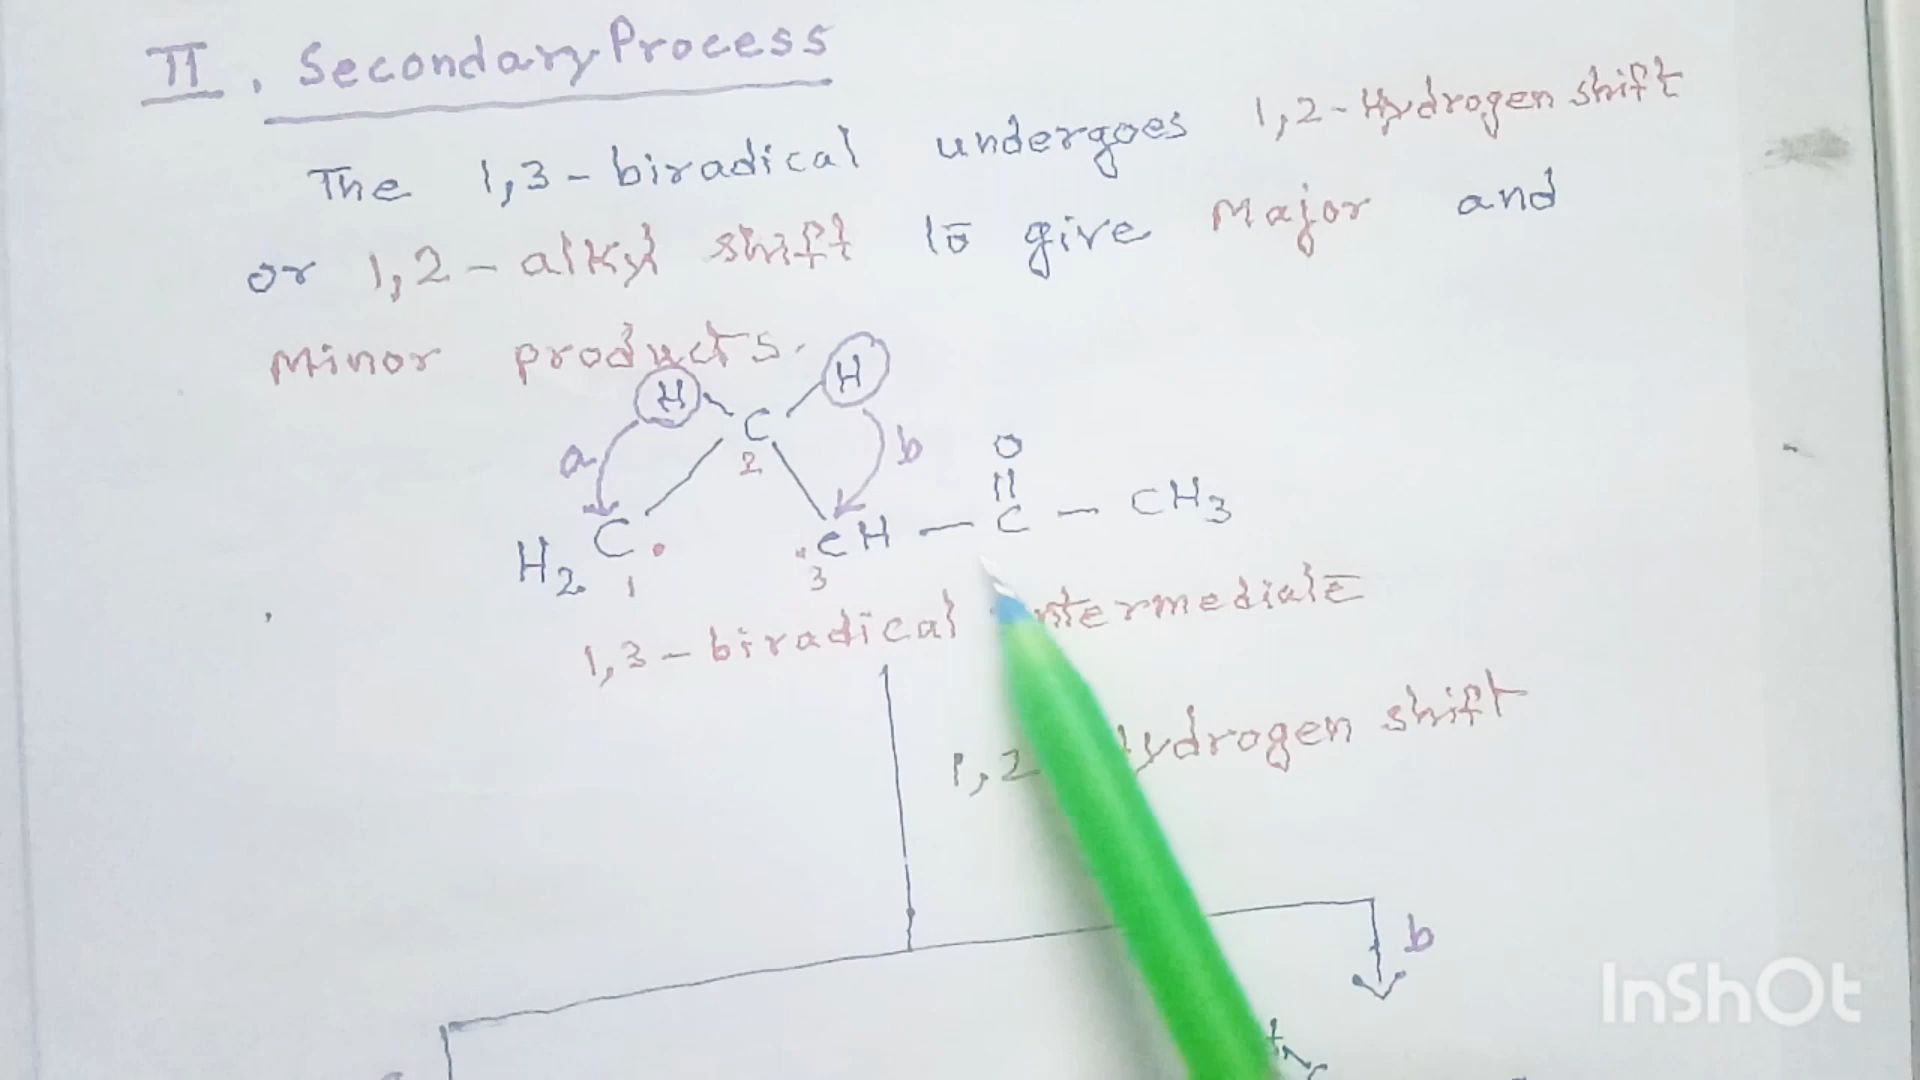 II. Secondary Process
The 1,3-biradical undergoes 1,2-Hydrogen shift
or 1,2-alkyl shift to give Major and
Minor products.
H H
C
a 2 b O
H2C• •CH — C — CH3
1 3
1,3-biradical intermediate
1,2 Hydrogen shift
b
InShOt